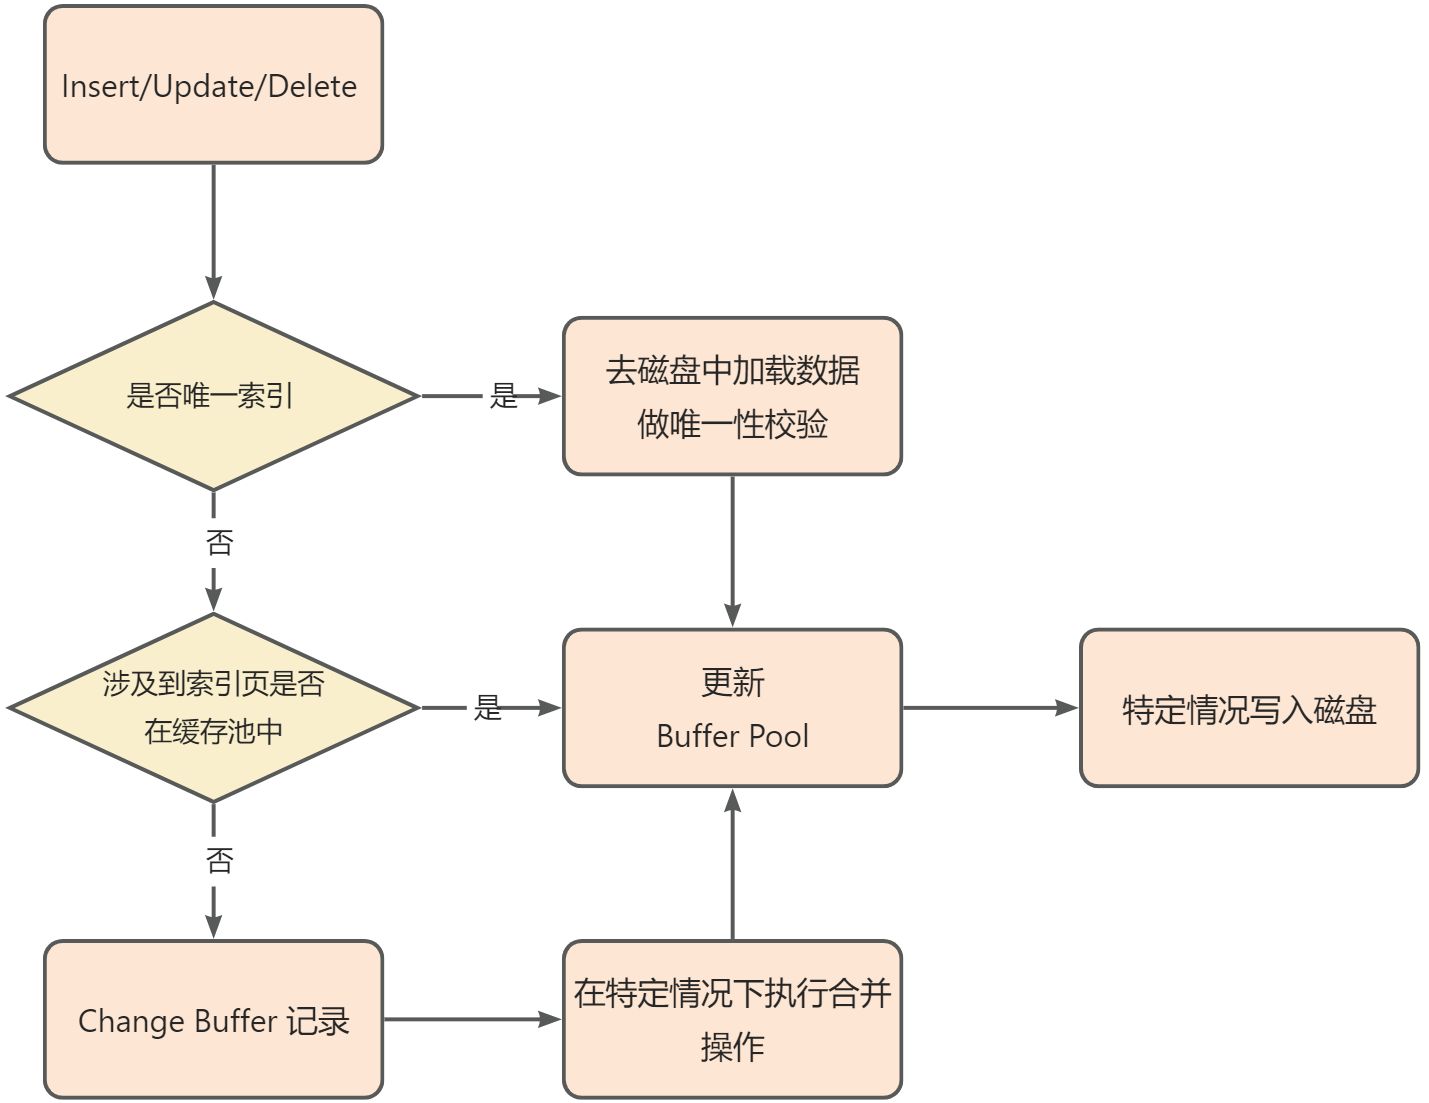 Insert/Update/Delete
是否唯一索引
是
去磁盘中加载数据
做唯一性校验
否
涉及到索引页是否
在缓存池中
是
更新
Buffer Pool
特定情况写入磁盘
否
Change Buffer 记录
在特定情况下执行合并
操作